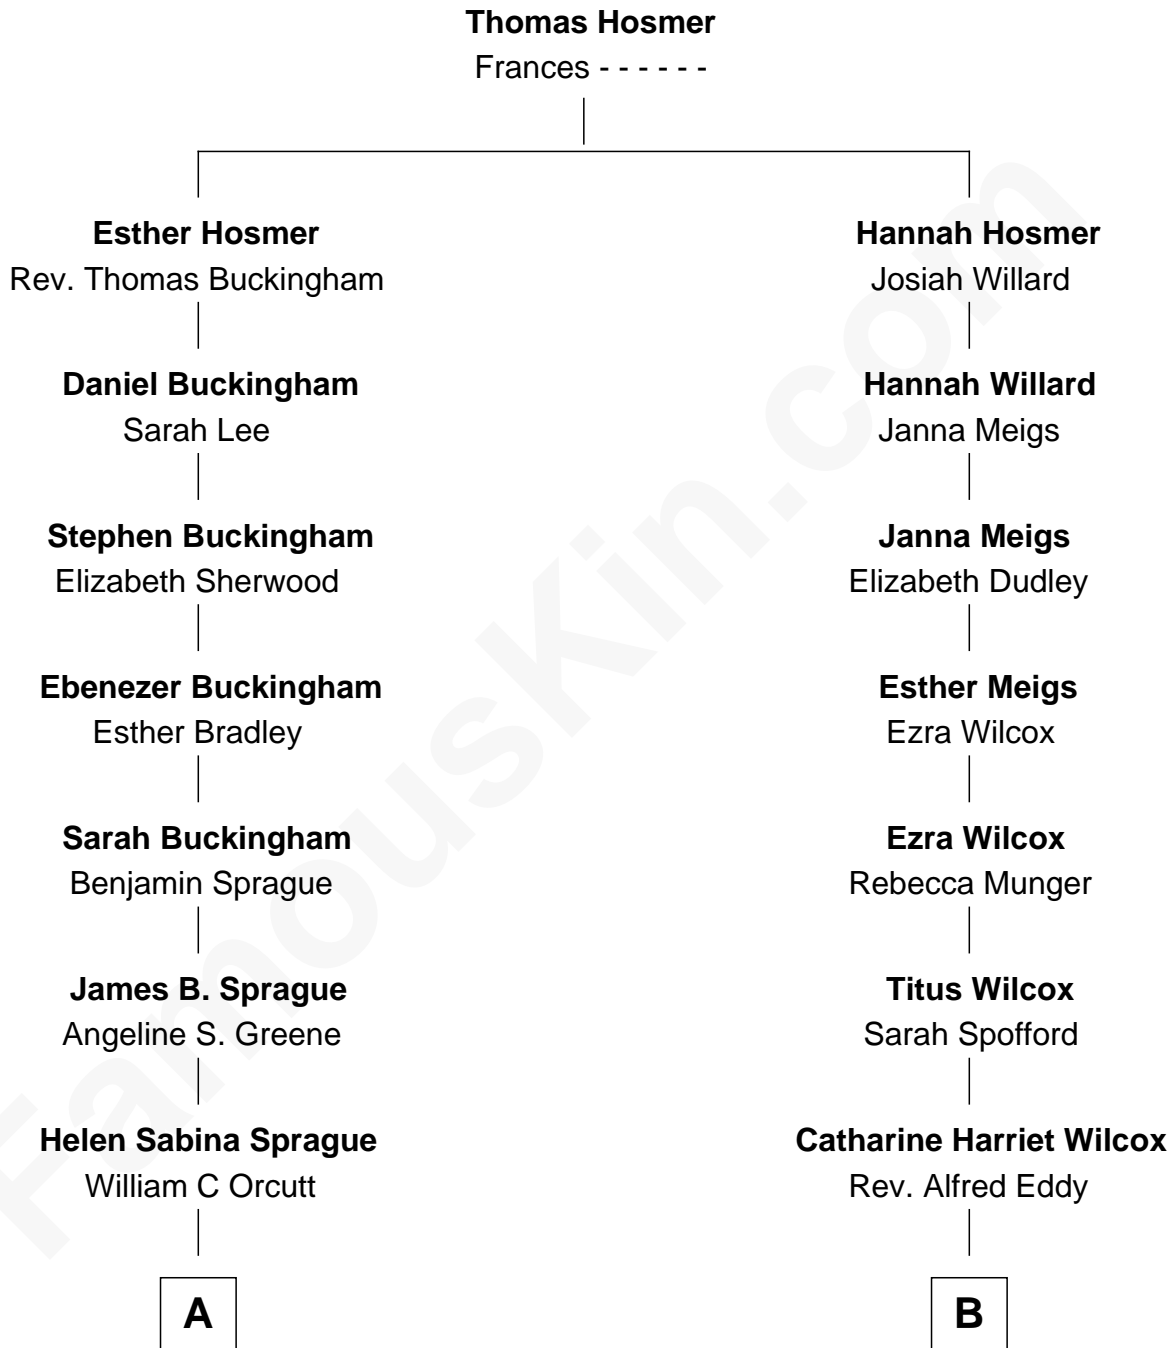 Thomas Hosmer
Frances - - - - - -
Esther Hosmer
Rev. Thomas Buckingham
Hannah Hosmer
Josiah Willard
Daniel Buckingham
Sarah Lee
Hannah Willard
Janna Meigs
Stephen Buckingham
Elizabeth Sherwood
Janna Meigs
Elizabeth Dudley
Ebenezer Buckingham
Esther Bradley
Esther Meigs
Ezra Wilcox
Sarah Buckingham
Benjamin Sprague
Ezra Wilcox
Rebecca Munger
James B. Sprague
Angeline S. Greene
Titus Wilcox
Sarah Spofford
Helen Sabina Sprague
William C Orcutt
Catharine Harriet Wilcox
Rev. Alfred Eddy
A
B
FamousKin.com